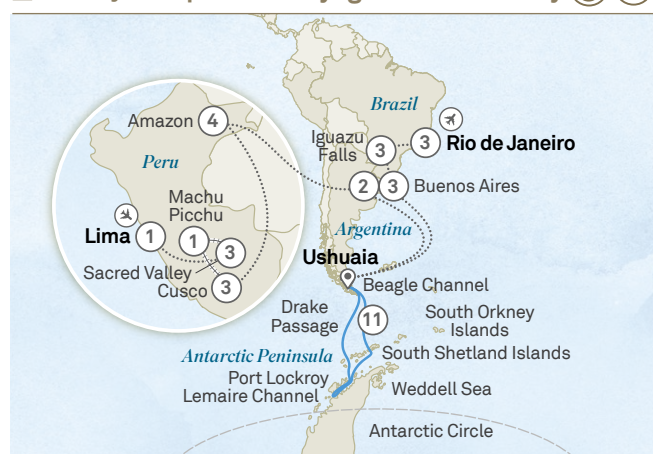 Brazil
Amazon 4
Iguazu
Falls
3
3
Rio de Janeiro
Peru
2
3
Buenos Aires
Machu
Picchu
Lima
1
1
3
Argentina
Sacred Valley
Cusco
3
Ushuaia
Beagle Channel
Drake
Passage
11
South Orkney
Islands
Antarctic Peninsula
South Shetland Islands
Port Lockroy
Lemaire Channel
Weddell Sea
Antarctic Circle